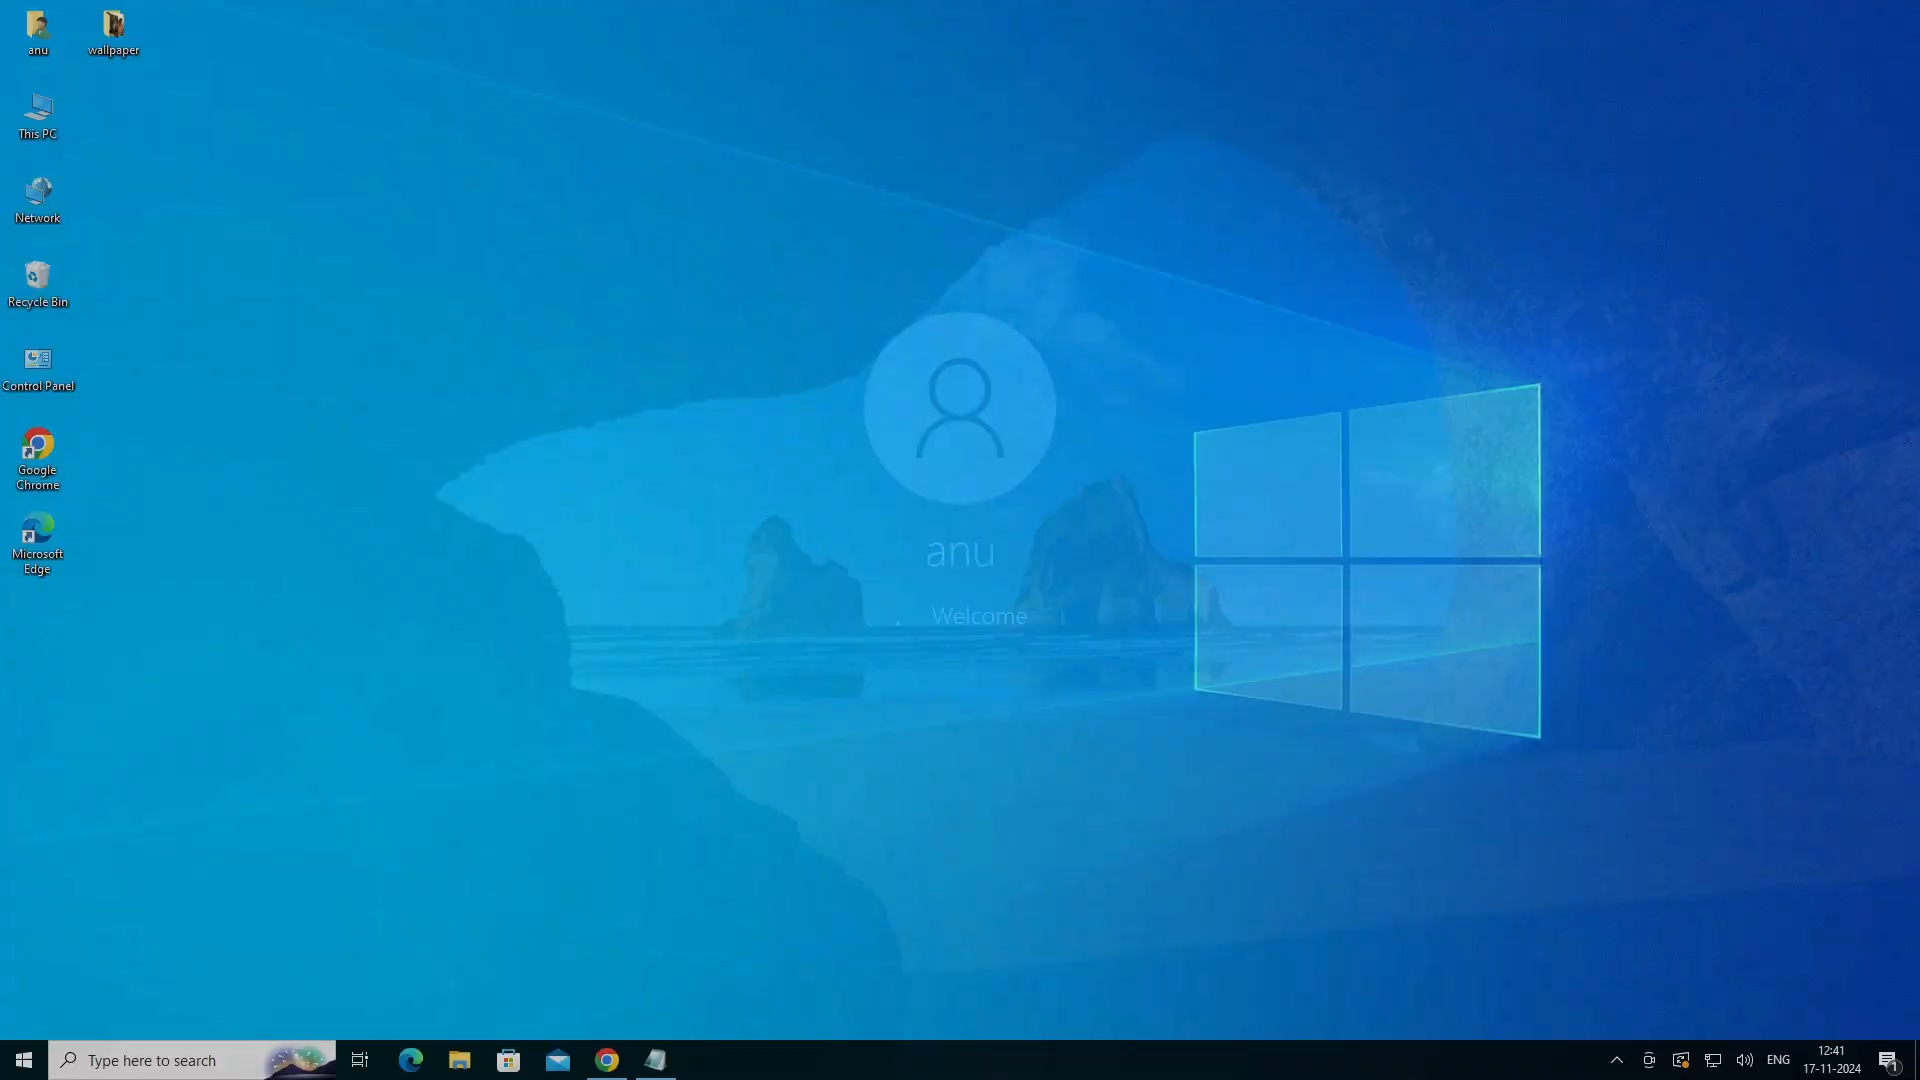 anu
wallpaper
This PC
Network
Recycle Bin
Control Panel
Google
Chrome
Microsoft
Edge
anu
Welcome
Type here to search
ENG
12:41
17-11-2024
1